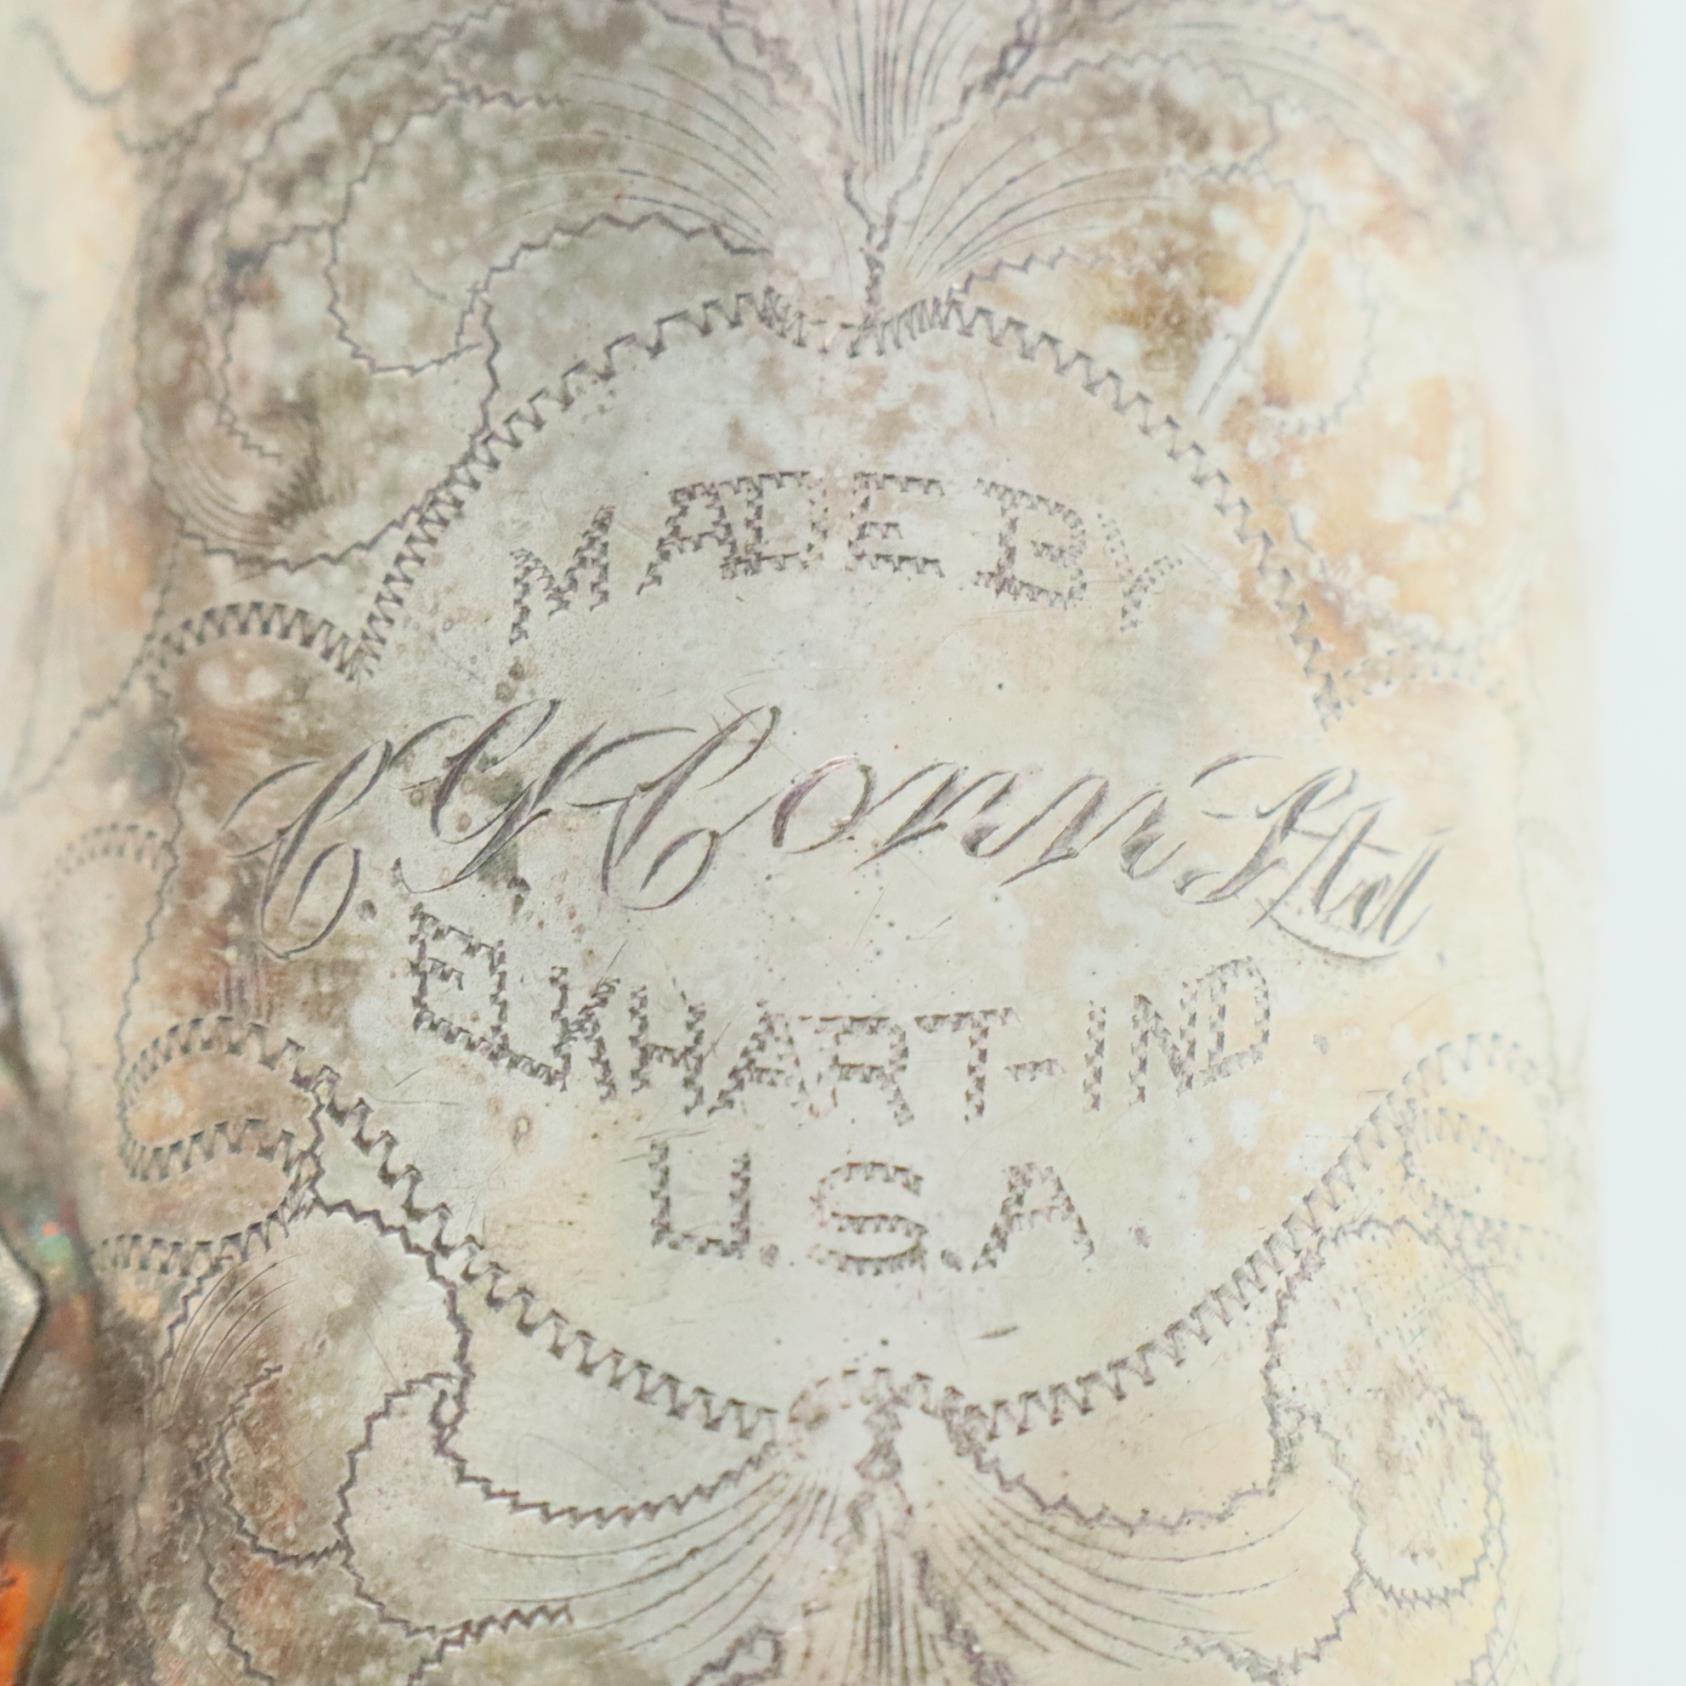 MADE BY
C. G. Conn Ltd
ELKHART-IND.
U.S.A.